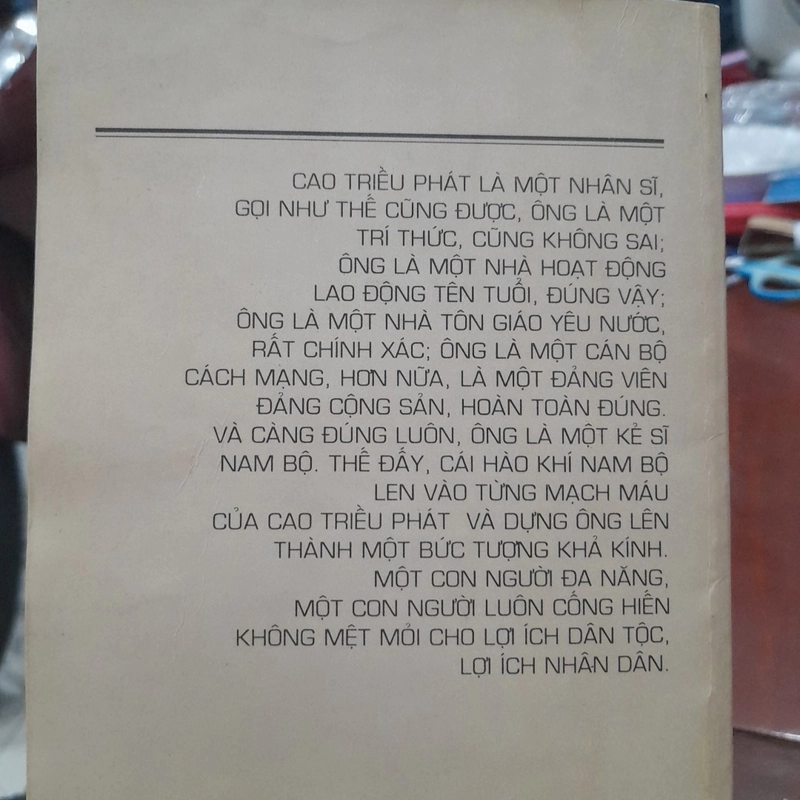 CAO TRIỀU PHÁT LÀ MỘT NHÂN SĨ,
GỌI NHƯ THẾ CŨNG ĐƯỢC, ÔNG LÀ MỘT
TRÍ THỨC, CŨNG KHÔNG SAI;
ÔNG LÀ MỘT NHÀ HOẠT ĐỘNG
LAO ĐỘNG TÊN TUỔI, ĐÚNG VẬY;
ÔNG LÀ MỘT NHÀ TÔN GIÁO YÊU NƯỚC,
RẤT CHÍNH XÁC; ÔNG LÀ MỘT CÁN BỘ
CÁCH MẠNG, HƠN NỮA, LÀ MỘT ĐẢNG VIÊN
ĐẢNG CỘNG SẢN, HOÀN TOÀN ĐÚNG.
VÀ CÀNG ĐÚNG LUÔN, ÔNG LÀ MỘT KẺ SĨ
NAM BỘ. THẾ ĐẤY, CÁI HÀO KHÍ NAM BỘ
LEN VÀO TỪNG MẠCH MÁU
CỦA CAO TRIỀU PHÁT VÀ DỰNG ÔNG LÊN
THÀNH MỘT BỨC TƯỢNG KHẢ KÍNH.
MỘT CON NGƯỜI ĐA NĂNG,
MỘT CON NGƯỜI LUÔN CỐNG HIẾN
KHÔNG MỆT MỎI CHO LỢI ÍCH DÂN TỘC,
LỢI ÍCH NHÂN DÂN.